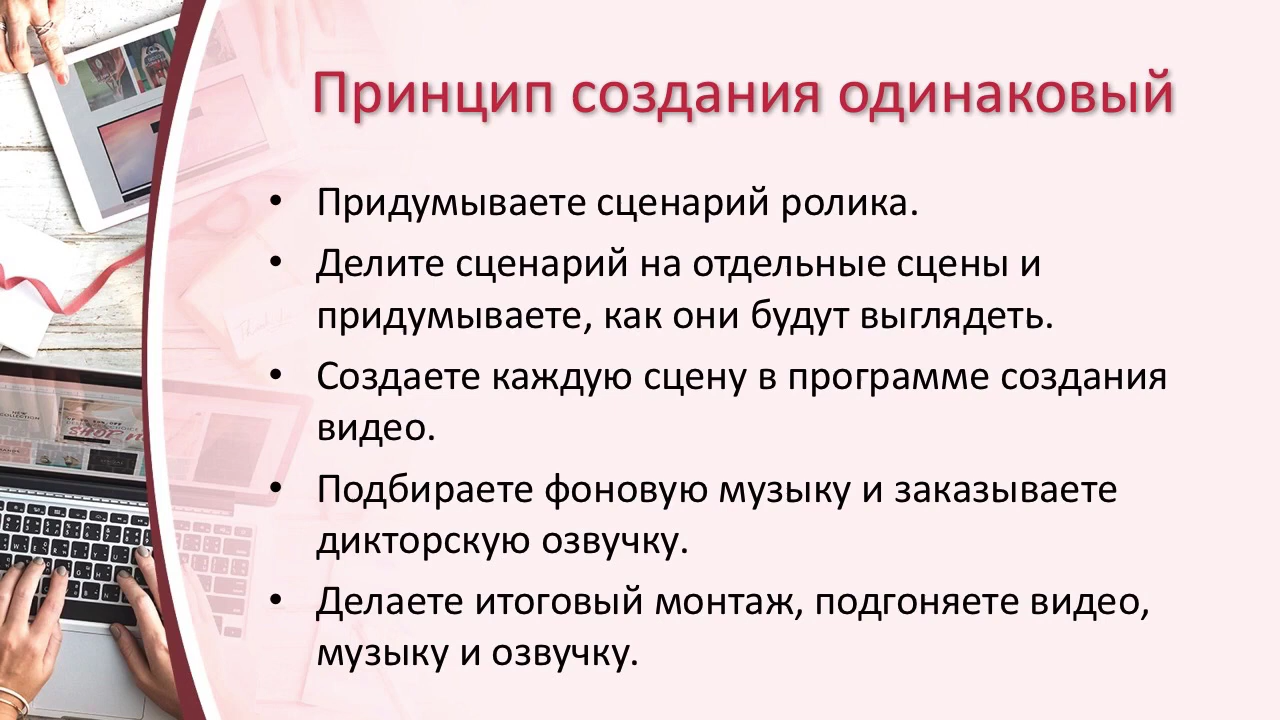 Принцип создания одинаковый
• Придумываете сценарий ролика.
• Делите сценарий на отдельные сцены и
придумываете, как они будут выглядеть.
• Создаете каждую сцену в программе создания
видео.
• Подбираете фоновую музыку и заказываете
дикторскую озвучку.
• Делаете итоговый монтаж, подгоняете видео,
музыку и озвучку.